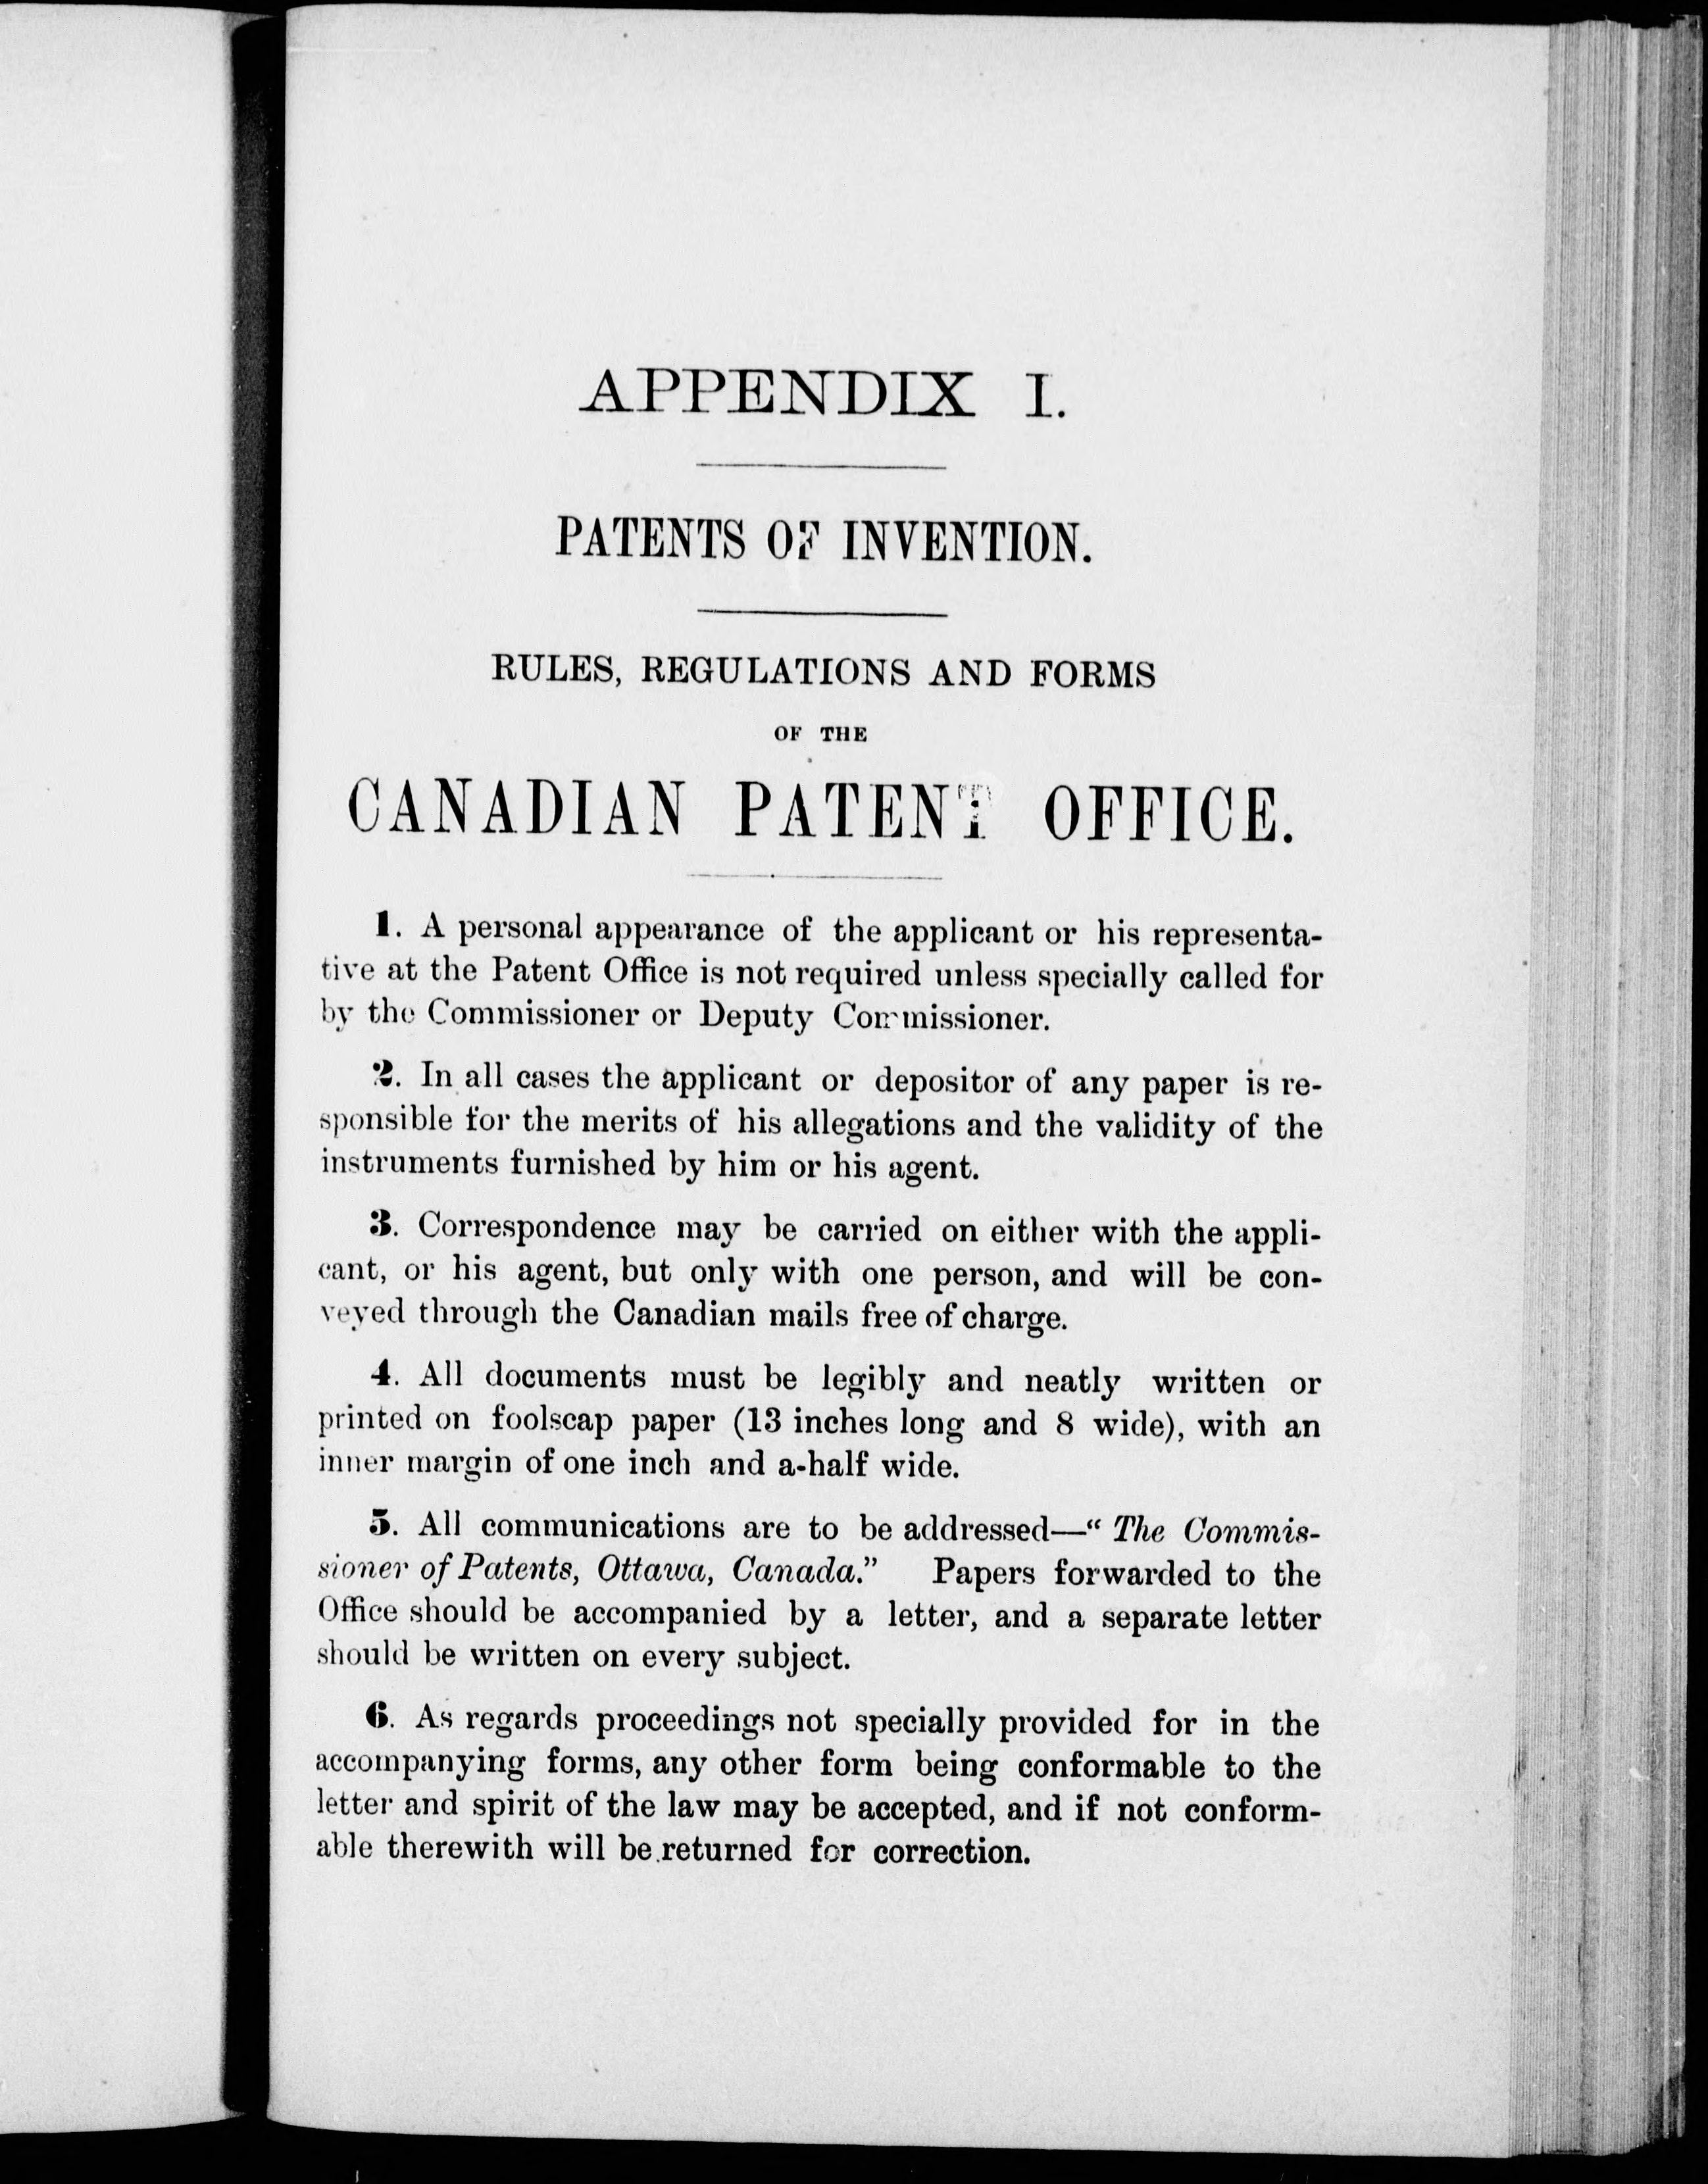 APPENDIX I.
PATENTS OF INVENTION.
RULES, REGULATIONS AND FORMS
OF THE
CANADIAN PATENT OFFICE.
1. A personal appearance of the applicant or his representa-
tive at the Patent Office is not required unless specially called for
by the Commissioner or Deputy Commissioner.
2. In all cases the applicant or depositor of any paper is re-
sponsible for the merits of his allegations and the validity of the
instruments furnished by him or his agent.
3. Correspondence may be carried on either with the appli-
cant, or his agent, but only with one person, and will be con-
veyed through the Canadian mails free of charge.
4. All documents must be legibly and neatly written or
printed on foolscap paper (13 inches long and 8 wide), with an
inner margin of one inch and a-half wide.
5. All communications are to be addressed—“ The Commis-
sioner of Patents, Ottawa, Canada.” Papers forwarded to the
Office should be accompanied by a letter, and a separate letter
should be written on every subject.
6. As regards proceedings not specially provided for in the
accompanying forms, any other form being conformable to the
letter and spirit of the law may be accepted, and if not conform-
able therewith will be returned for correction.